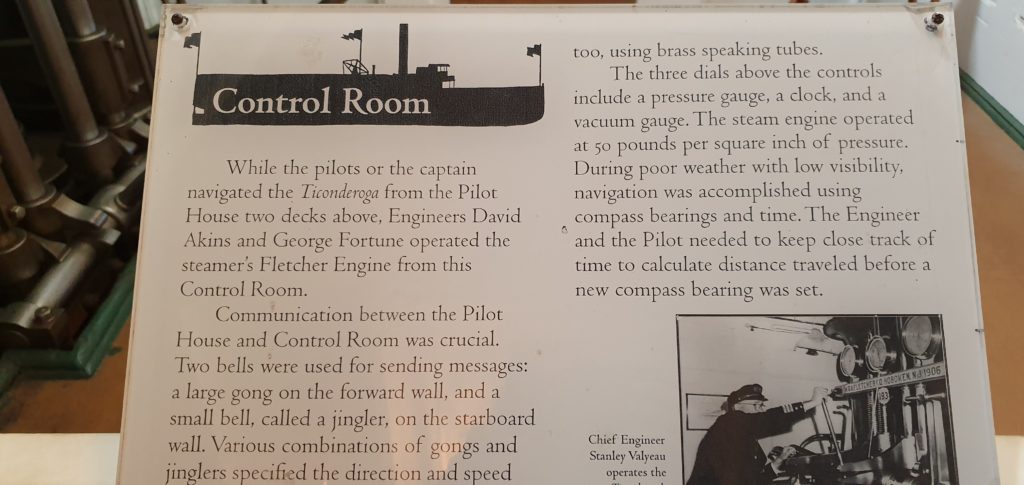 Control Room
While the pilots or the captain
navigated the Ticonderoga from the Pilot
House two decks above, Engineers David
Akins and George Fortune operated the
steamer's Fletcher Engine from this
Control Room.
Communication between the Pilot
House and Control Room was crucial.
Two bells were used for sending messages:
a large gong on the forward wall, and a
small bell, called a jingler, on the starboard
wall. Various combinations of gongs and
jinglers specified the direction and speed
too, using brass speaking tubes.
The three dials above the controls
include a pressure gauge, a clock, and a
vacuum gauge. The steam engine operated
at 50 pounds per square inch of pressure.
During poor weather with low visibility,
navigation was accomplished using
compass bearings and time. The Engineer
and the Pilot needed to keep close track of
time to calculate distance traveled before a
new compass bearing was set.
HOBOKEN, N.J. 1906
Chief Engineer
Stanley Valyeau
operates the